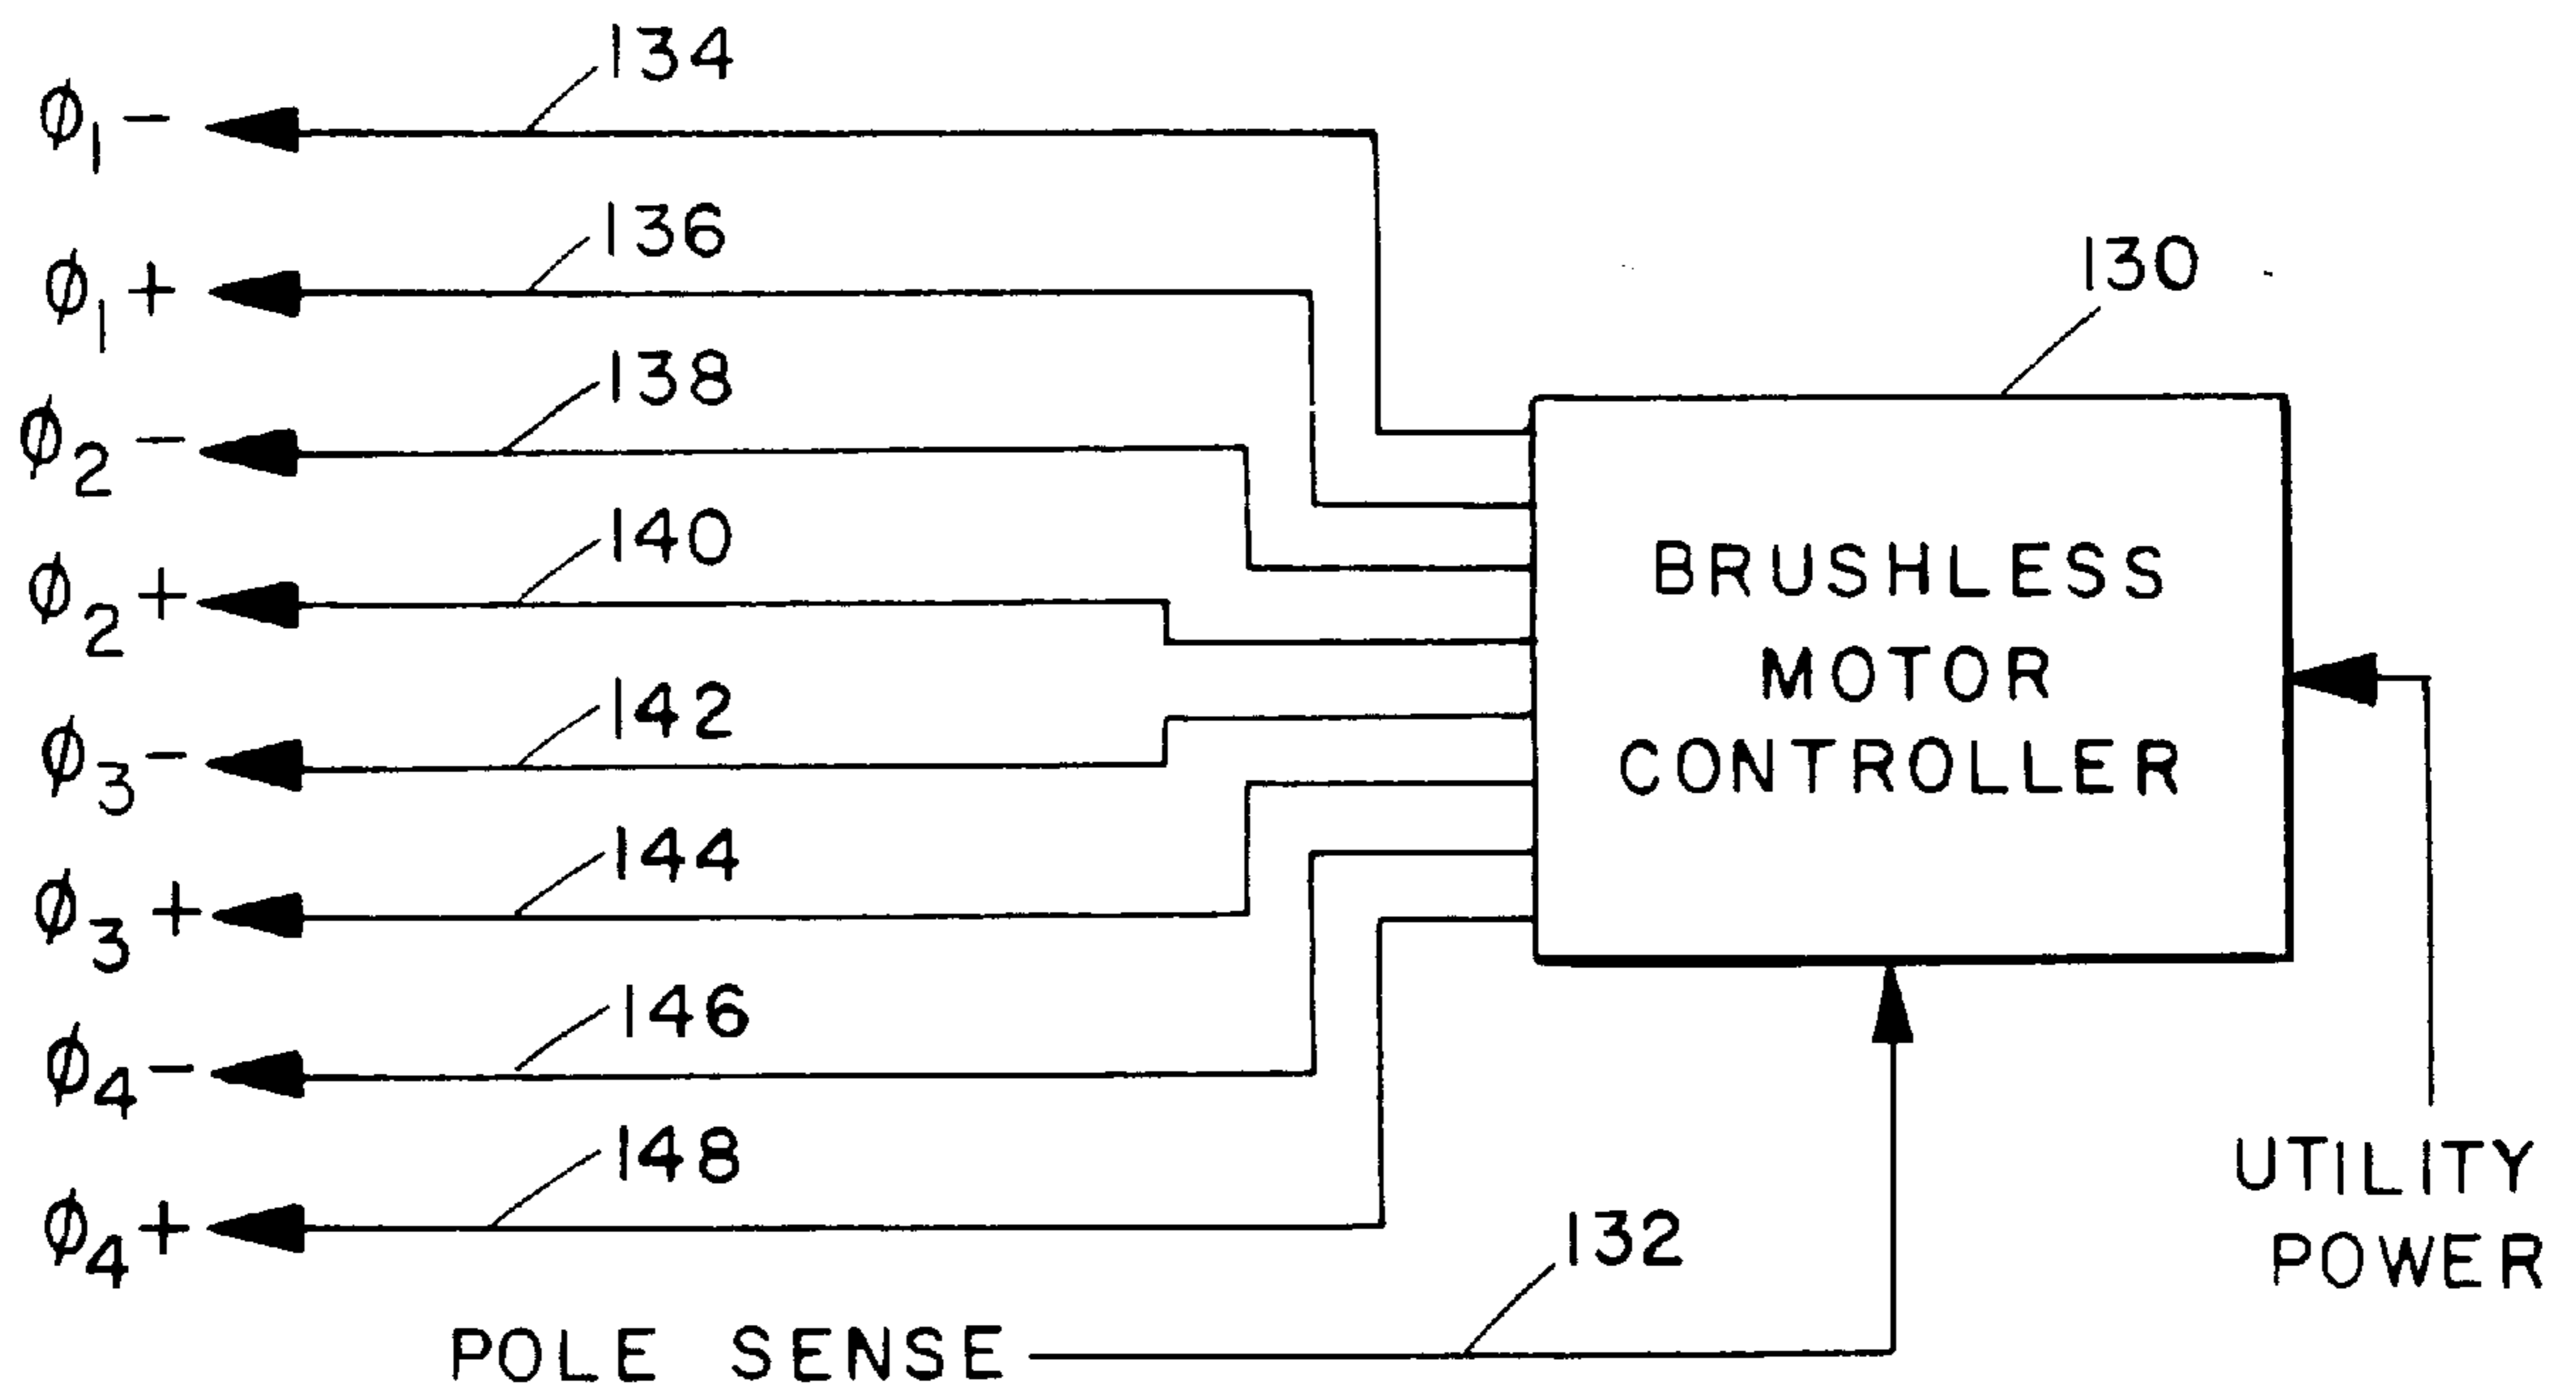 134
ϕ1-
136
ϕ1+
130
138
ϕ2-
140
ϕ2+
BRUSHLESS
MOTOR
CONTROLLER
142
ϕ3-
144
ϕ3+
146
ϕ4-
148
ϕ4+
UTILITY
POWER
132
POLE SENSE